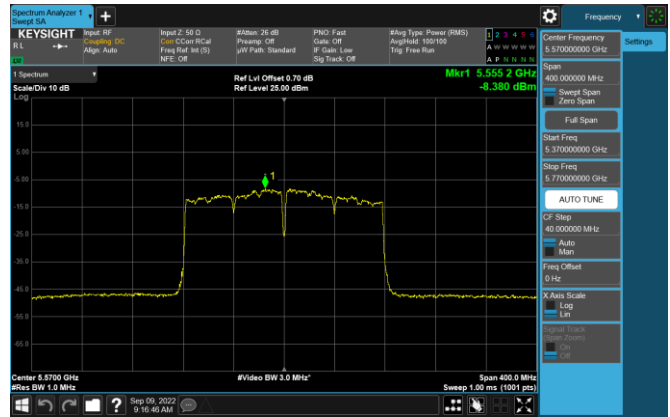 Spectrum Analyzer 1
Swept SA
Frequency
KEYSIGHT
R L
LW
Input: RF
Coupling: DC
Align: Auto
Input Z: 50 Ω
Corr CCorr RCal
Freq Ref: Int (S)
NFE: Off
#Atten: 26 dB
Preamp: Off
µW Path: Standard
PNO: Fast
Gate: Off
IF Gain: Low
Sig Track: Off
#Avg Type: Power (RMS)
Avg|Hold: 100/100
Trig: Free Run
1 2 3 4 5 6
A W W W W W
A P N N N N
1 Spectrum
Scale/Div 10 dB
Log
Ref Lvl Offset 0.70 dB
Ref Level 25.00 dBm
Mkr1 5.555 2 GHz
-8.380 dBm
15.0
5.00
-5.00
-15.0
-25.0
-35.0
-45.0
-55.0
-65.0
1
Center 5.5700 GHz
#Res BW 1.0 MHz
#Video BW 3.0 MHz*
Span 400.0 MHz
Sweep 1.00 ms (1001 pts)
Sep 09, 2022
9:16:46 AM
Center Frequency
5.570000000 GHz
Settings
Span
400.000000 MHz
Swept Span
Zero Span
Full Span
Start Freq
5.370000000 GHz
Stop Freq
5.770000000 GHz
AUTO TUNE
CF Step
40.000000 MHz
Auto
Man
Freq Offset
0 Hz
X Axis Scale
Log
Lin
Signal Track
(Span Zoom)
On
Off